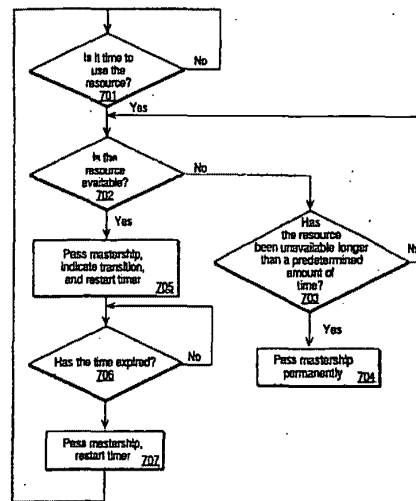 Is it time to
use the
resource?
701
No
Yes
Is the
resource
available?
702
No
Yes
Has
the resource
been unavailable longer
than a predetermined
amount of
time?
703
No
Yes
Pass mastership,
indicate transition,
and restart timer
705
Pass mastership
permanently
704
Has the time expired?
706
No
Pass mastership,
restart timer
707